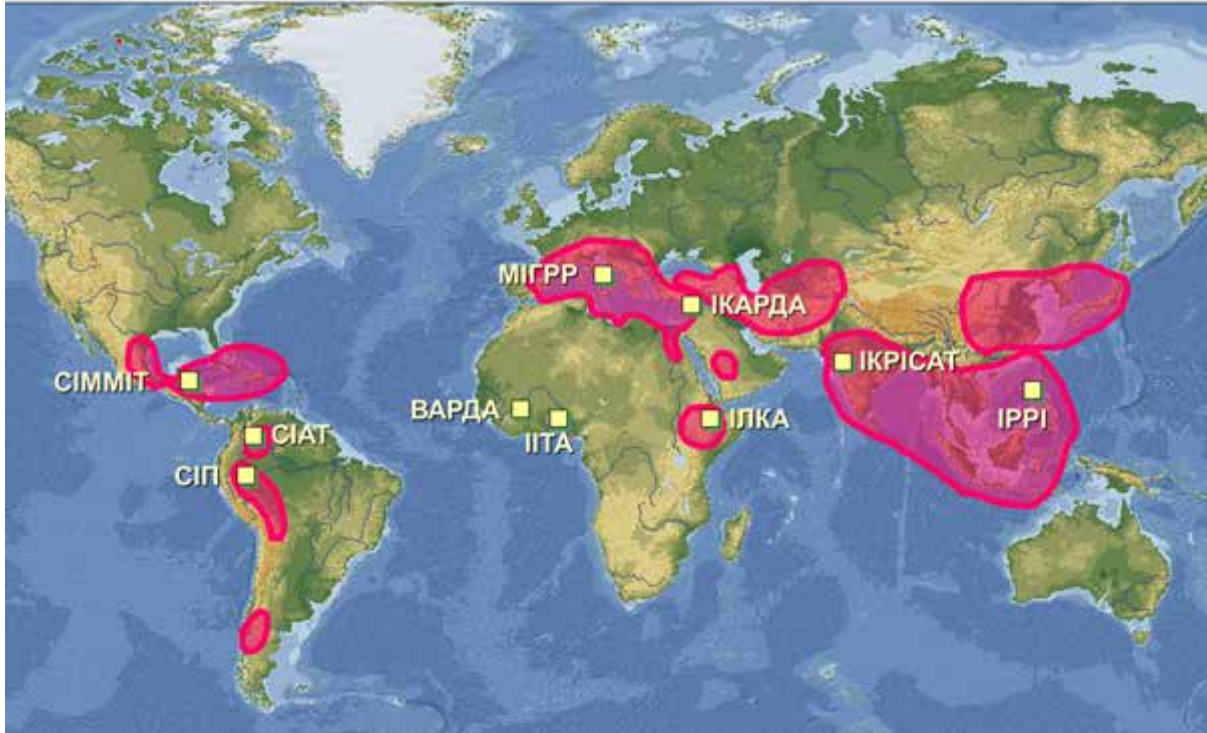 МІГРР
ІКАРДА
СІММІТ
ІКРІСАТ
ВАРДА
ІІТА
ІЛКА
ІРРІ
СІАТ
СІП